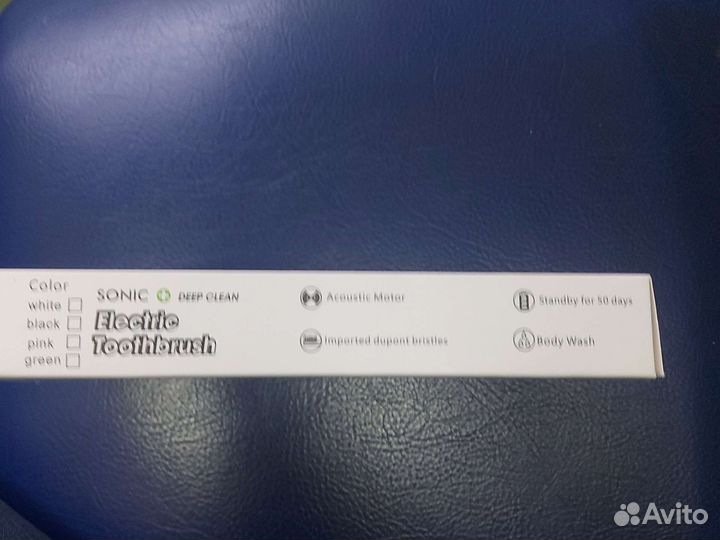 Color
white
black
pink
green
SONIC DEEP CLEAN
Electric
Toothbrush
Acoustic Motor
Imported dupont bristles
Standby for 50 days
Body Wash
Avito